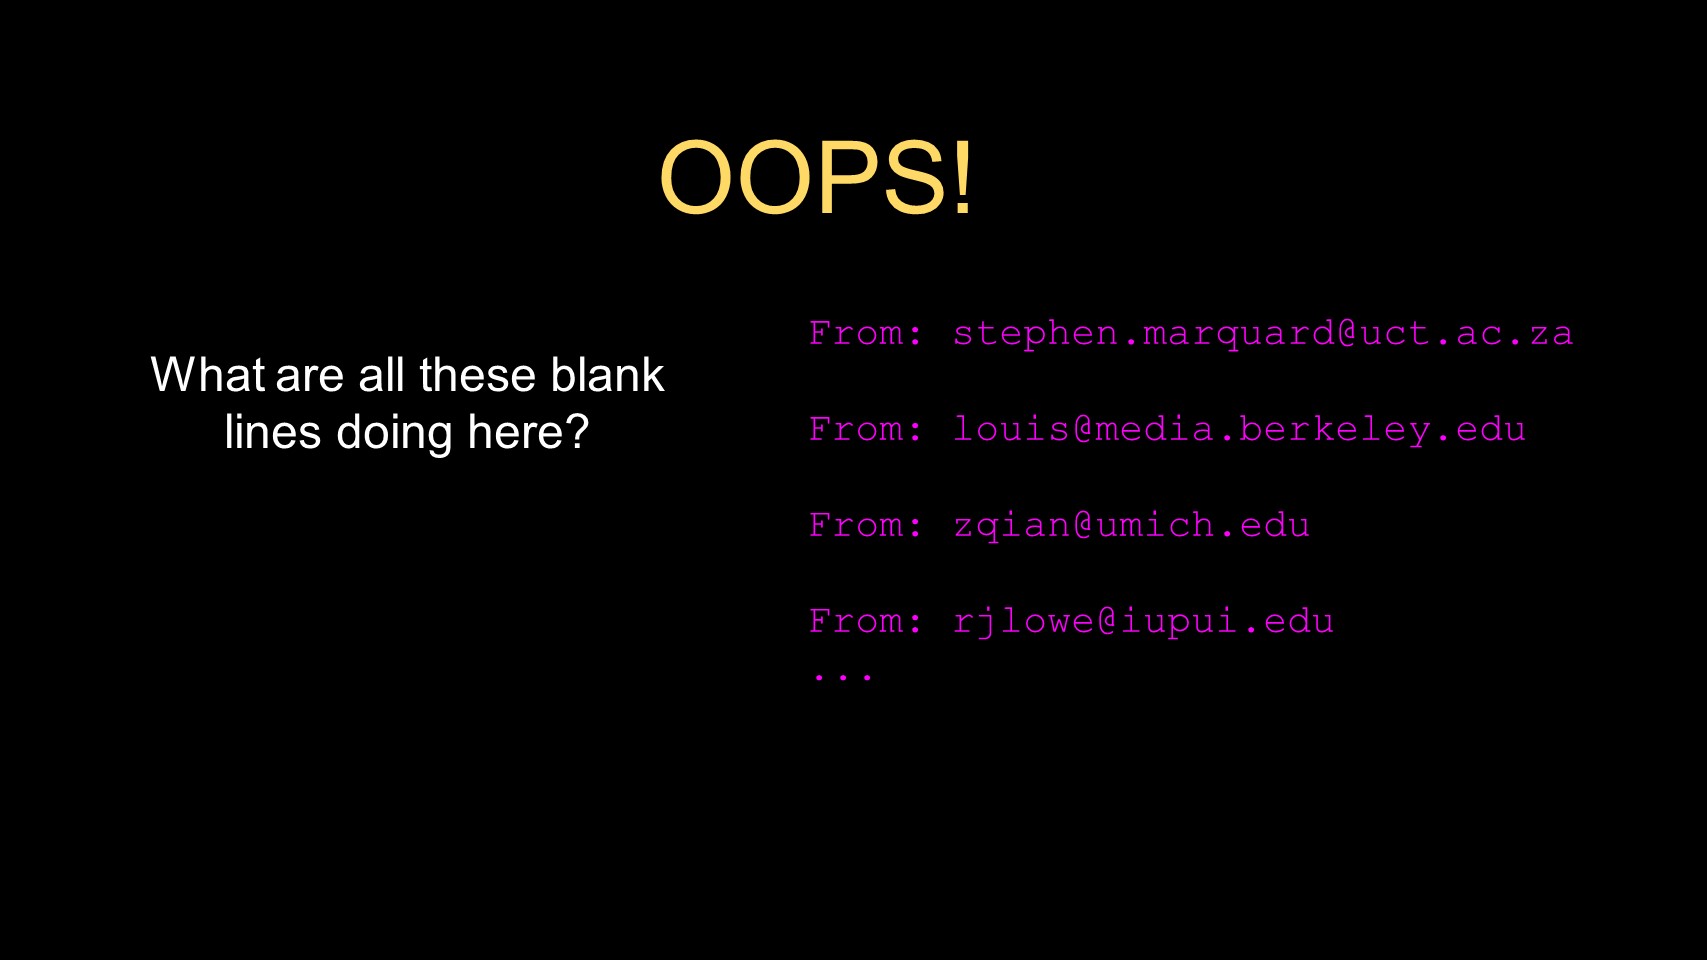 OOPS!
What are all these blank
lines doing here?
From: stephen.marquard@uct.ac.za
From: louis@media.berkeley.edu
From: zqian@umich.edu
From: rjlowe@iupui.edu
...